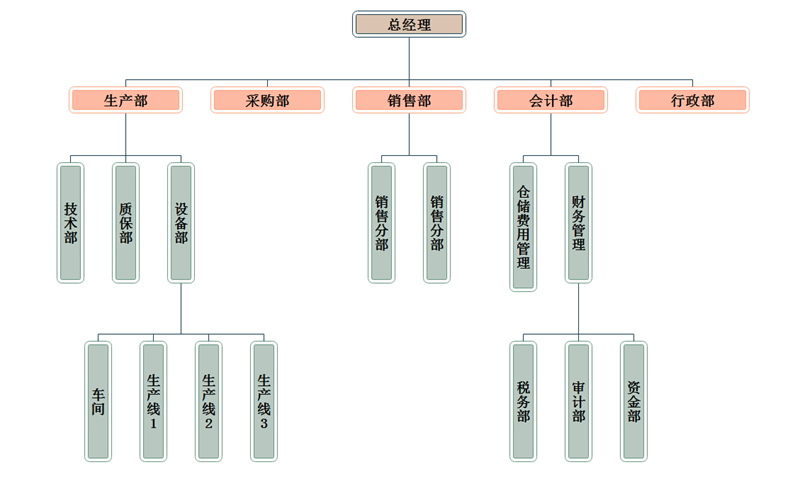 总经理
生产部
采购部
销售部
会计部
行政部
技术部
质保部
设备部
销售分部
销售分部
仓储费用管理
财务管理
车间
生产线1
生产线2
生产线3
税务部
审计部
资金部